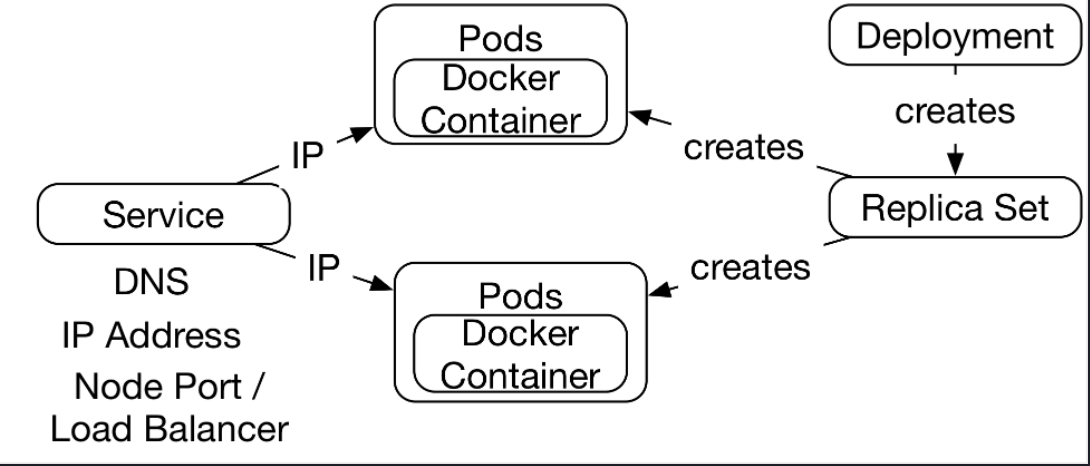 Pods
Docker
Container
Deployment
creates
IP
creates
Replica Set
Service
IP
creates
DNS
IP Address
Node Port /
Load Balancer
Pods
Docker
Container